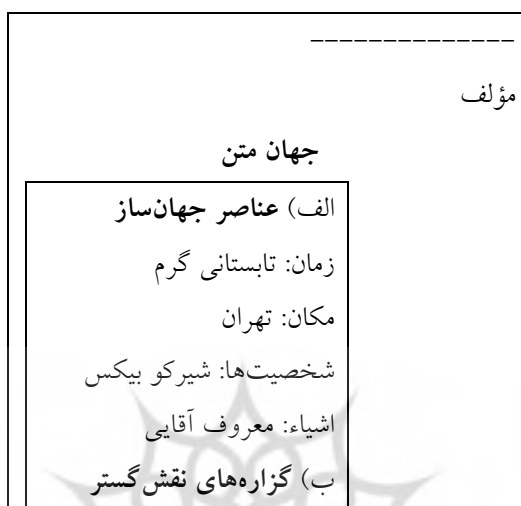 --------------
مؤلف
جهان متن
الف) عناصر جهان‌ساز
زمان: تابستانی گرم
مکان: تهران
شخصیت‌ها: شیرکو بیکس
اشیاء: معروف آقایی
ب) گزاره‌های نقش‌گستر